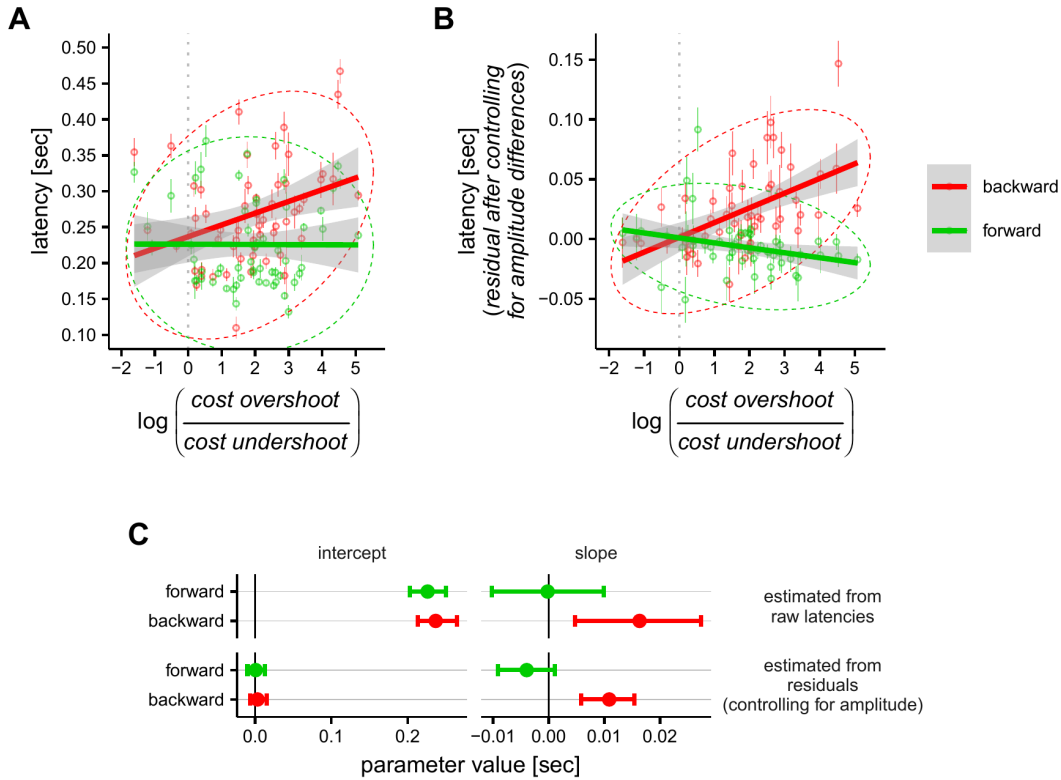 A
B
latency [sec]
0.50
0.45
0.40
0.35
0.30
0.25
0.20
0.15
0.10
−2 −1 0 1 2 3 4 5
log (cost overshoot / cost undershoot)
latency [sec]
(residual after controlling
for amplitude differences)
0.15
0.10
0.05
0.00
−0.05
−2 −1 0 1 2 3 4 5
log (cost overshoot / cost undershoot)
backward
forward
C
intercept
slope
forward
backward
estimated from
raw latencies
forward
backward
estimated from
residuals
(controlling for amplitude)
0.0 0.2
−0.01 0.00 0.01 0.02
parameter value [sec]